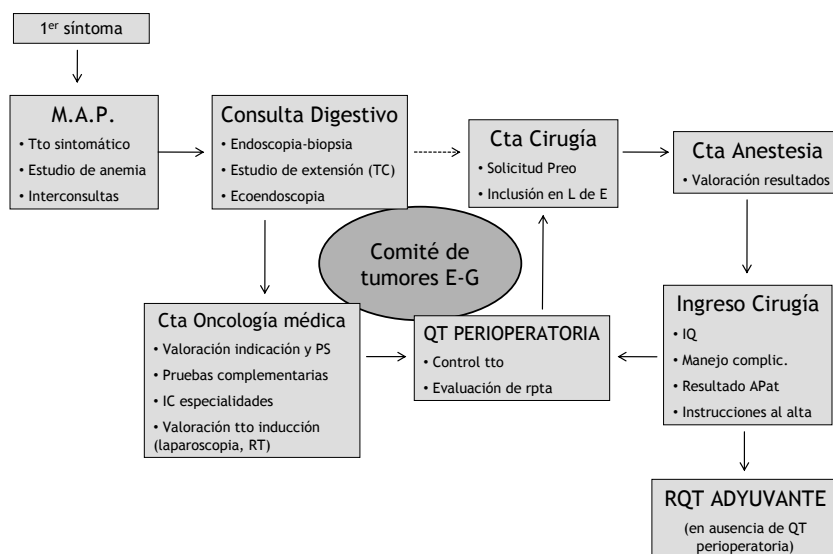 1er síntoma
M.A.P.
• Tto sintomático
• Estudio de anemia
• Interconsultas
Consulta Digestivo
• Endoscopia-biopsia
• Estudio de extensión (TC)
• Ecoendoscopia
Cta Cirugía
• Solicitud Preo
• Inclusión en L de E
Cta Anestesia
• Valoración resultados
Comité de
tumores E-G
Cta Oncología médica
• Valoración indicación y PS
• Pruebas complementarias
• IC especialidades
• Valoración tto inducción
(laparoscopia, RT)
QT PERIOPERATORIA
• Control tto
• Evaluación de rpta
Ingreso Cirugía
• IQ
• Manejo complic.
• Resultado APat
• Instrucciones al alta
RQT ADYUVANTE
(en ausencia de QT
perioperatoria)